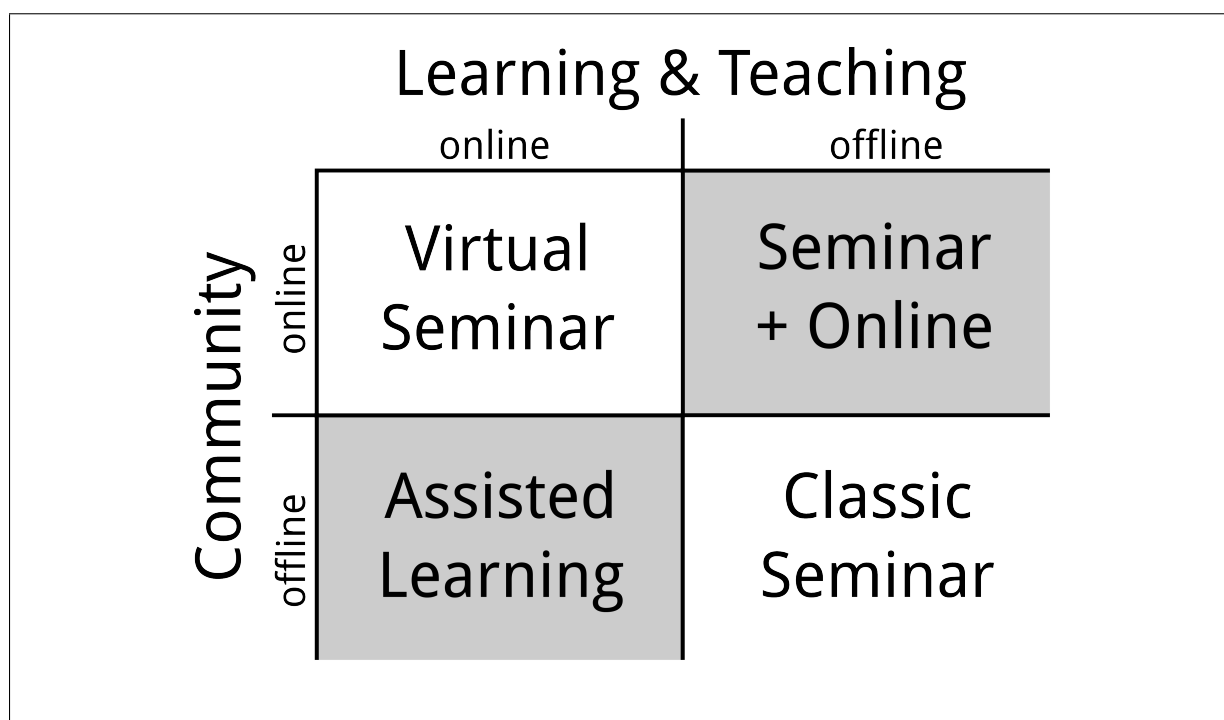 Learning & Teaching
online
offline
Community
online
Virtual
Seminar
Seminar
+ Online
offline
Assisted
Learning
Classic
Seminar